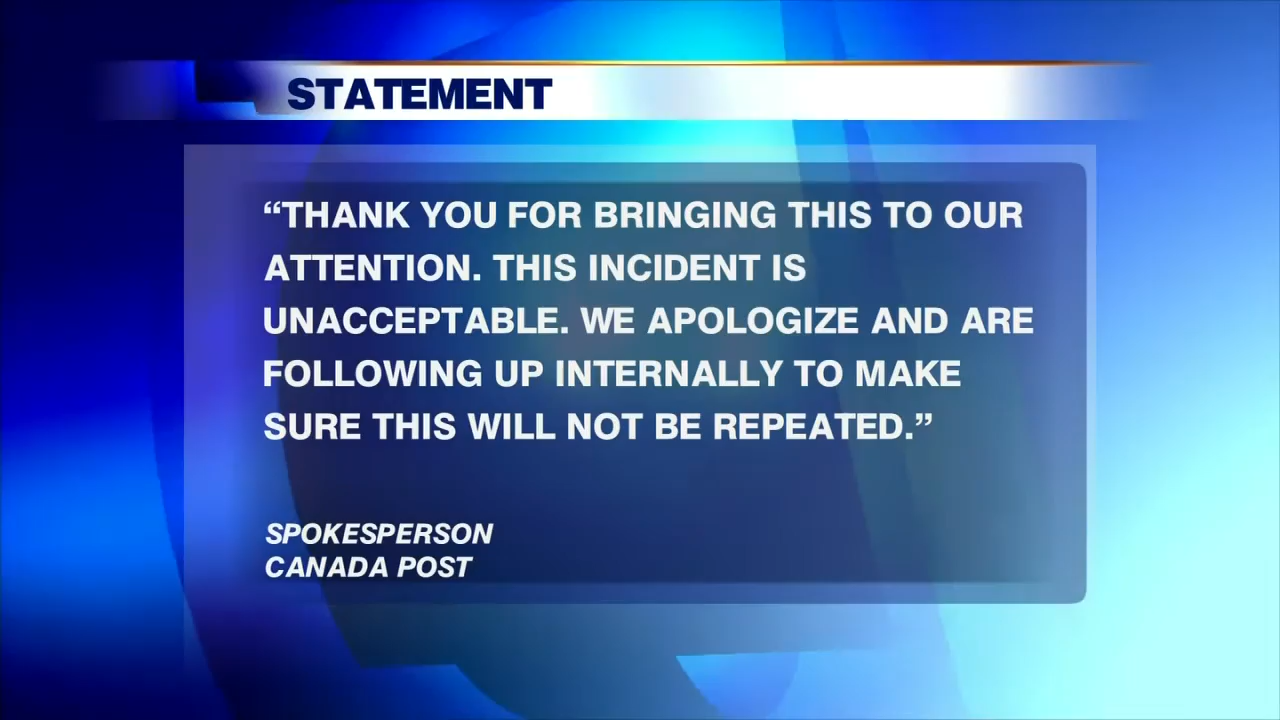 STATEMENT
“THANK YOU FOR BRINGING THIS TO OUR
ATTENTION. THIS INCIDENT IS
UNACCEPTABLE. WE APOLOGIZE AND ARE
FOLLOWING UP INTERNALLY TO MAKE
SURE THIS WILL NOT BE REPEATED.”
SPOKESPERSON
CANADA POST